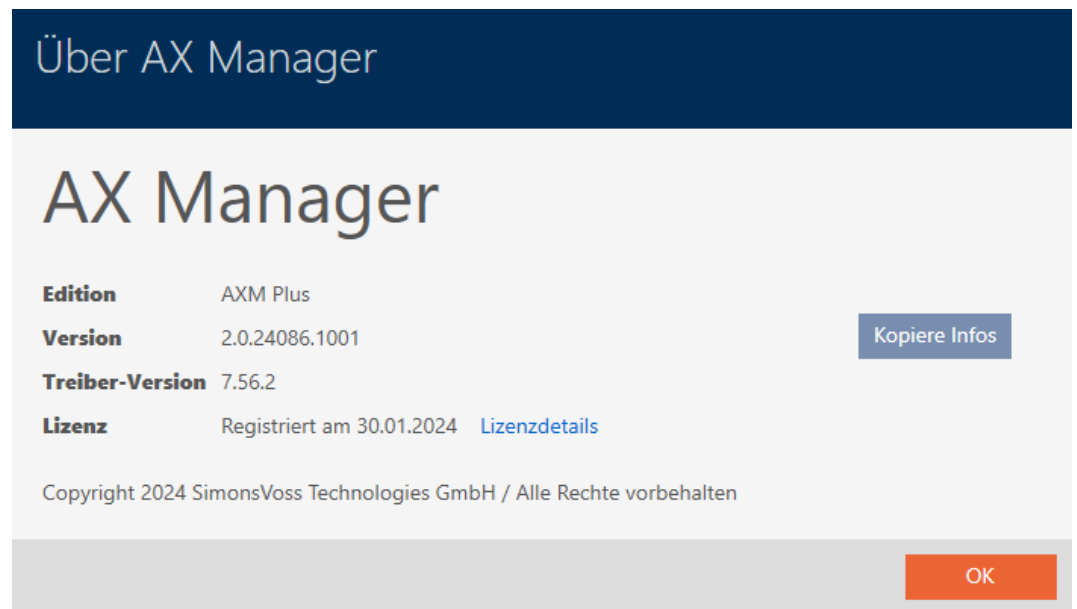 Über AX Manager
AX Manager
Edition AXM Plus
Version 2.0.24086.1001
Kopiere Infos
Treiber-Version 7.56.2
Lizenz Registriert am 30.01.2024 Lizenzdetails
Copyright 2024 SimonsVoss Technologies GmbH / Alle Rechte vorbehalten
OK